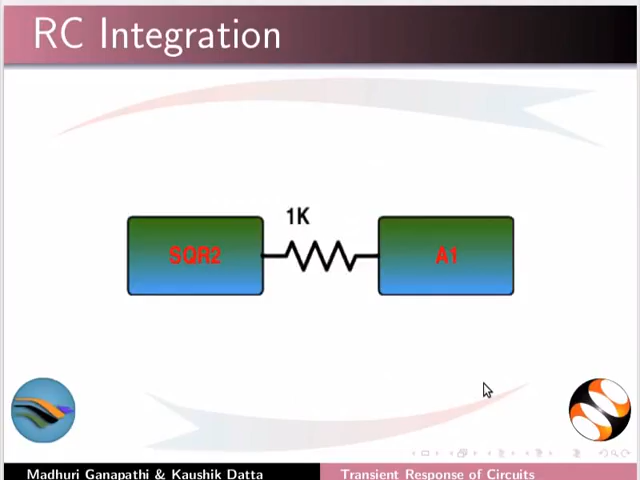 RC Integration
1K
SQR2
A1
Madhuri Ganapathi & Kaushik Datta
Transient Response of Circuits